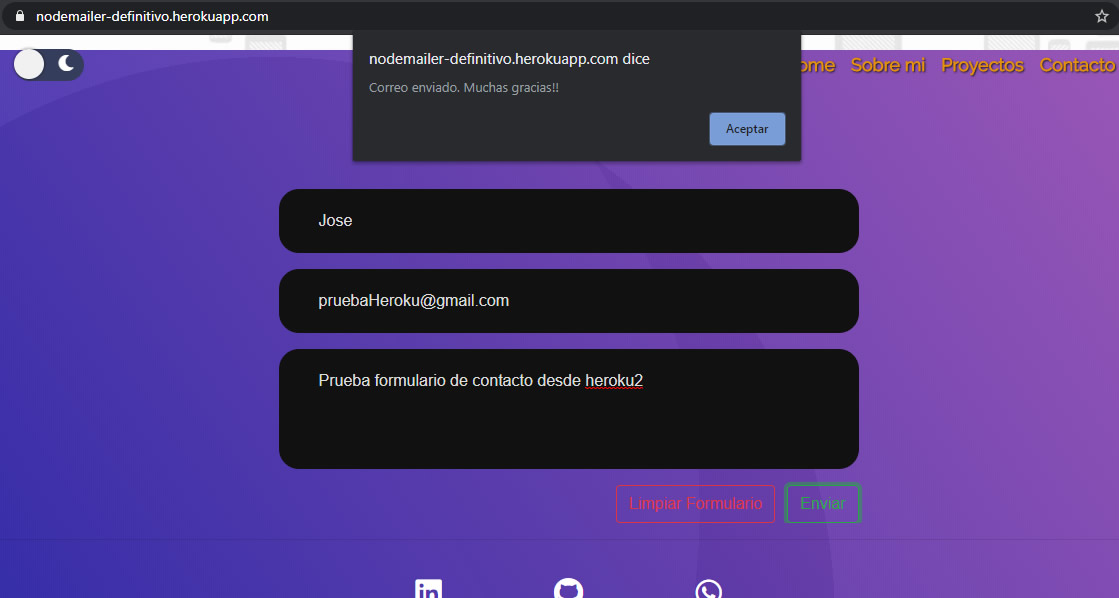 nodemailer-definitivo.herokuapp.com
nodemailer-definitivo.herokuapp.com dice
Correo enviado. Muchas gracias!!
Aceptar
Sobre mi Proyectos Contacto
Jose
pruebaHeroku@gmail.com
Prueba formulario de contacto desde heroku2
Limpiar Formulario Enviar
in